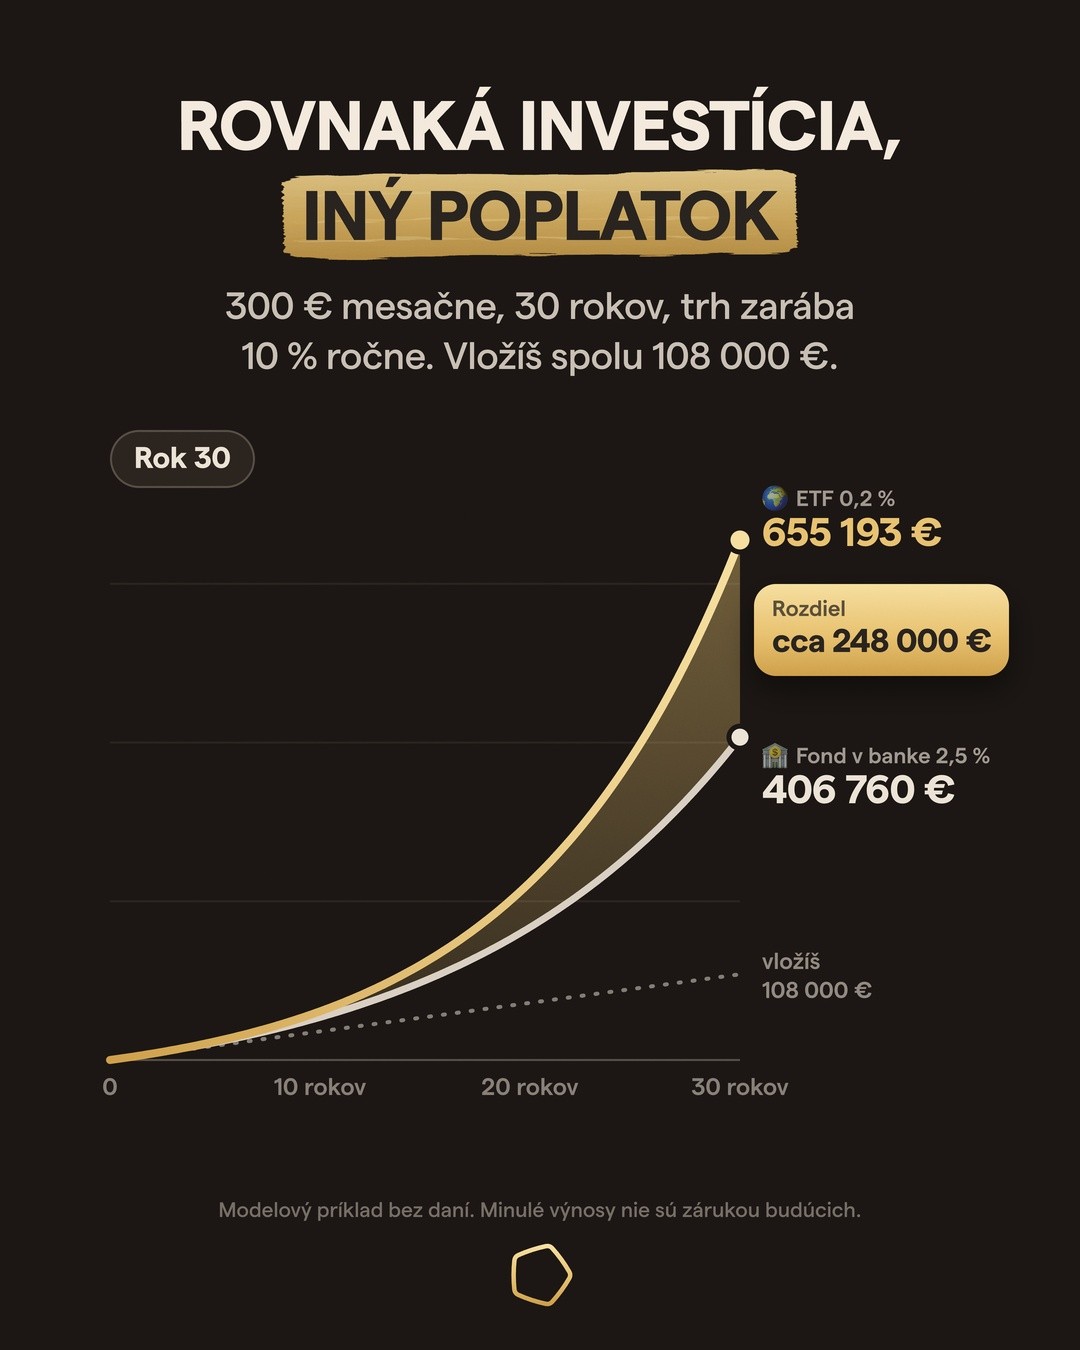 ROVNAKÁ INVESTÍCIA,
INÝ POPLATOK
300 € mesačne, 30 rokov, trh zarába
10 % ročne. Vložíš spolu 108 000 €.
Rok 30
ETF 0,2 %
655 193 €
Rozdiel
cca 248 000 €
Fond v banke 2,5 %
406 760 €
vložíš
108 000 €
0 10 rokov 20 rokov 30 rokov
Modelový príklad bez daní. Minulé výnosy nie sú zárukou budúcich.